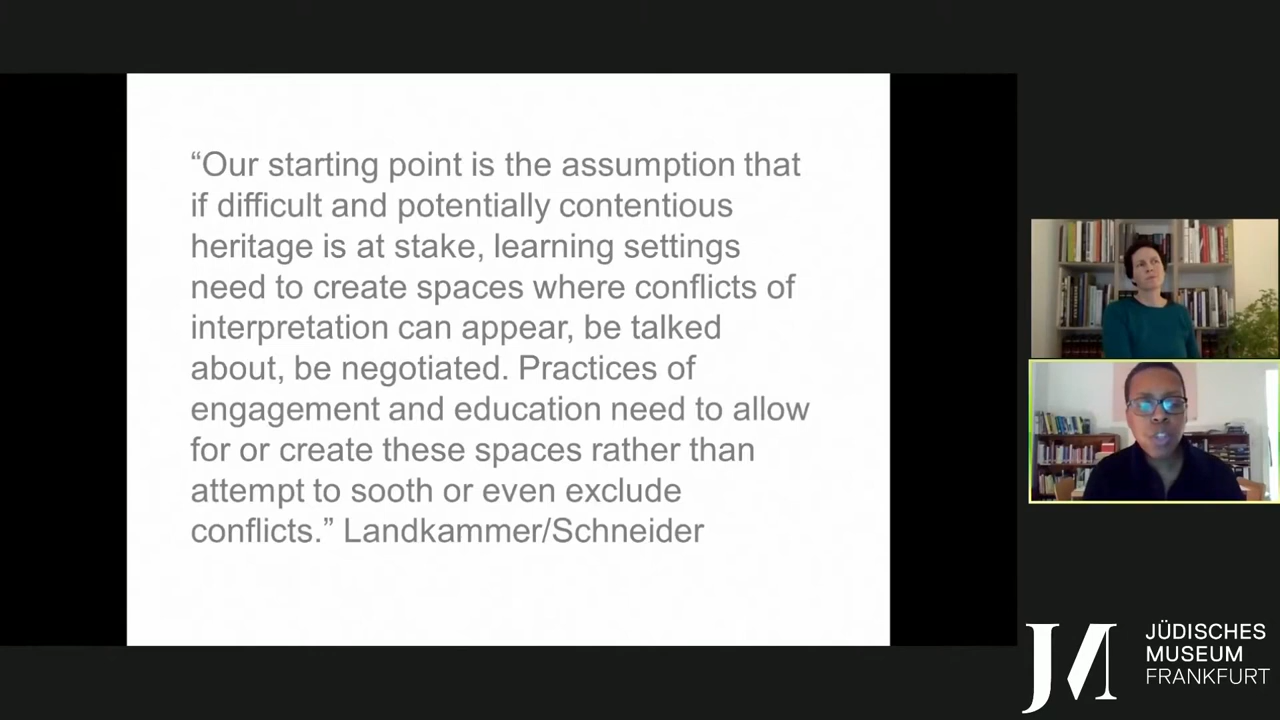 “Our starting point is the assumption that
if difficult and potentially contentious
heritage is at stake, learning settings
need to create spaces where conflicts of
interpretation can appear, be talked
about, be negotiated. Practices of
engagement and education need to allow
for or create these spaces rather than
attempt to sooth or even exclude
conflicts.” Landkammer/Schneider
JM
JÜDISCHES
MUSEUM
FRANKFURT